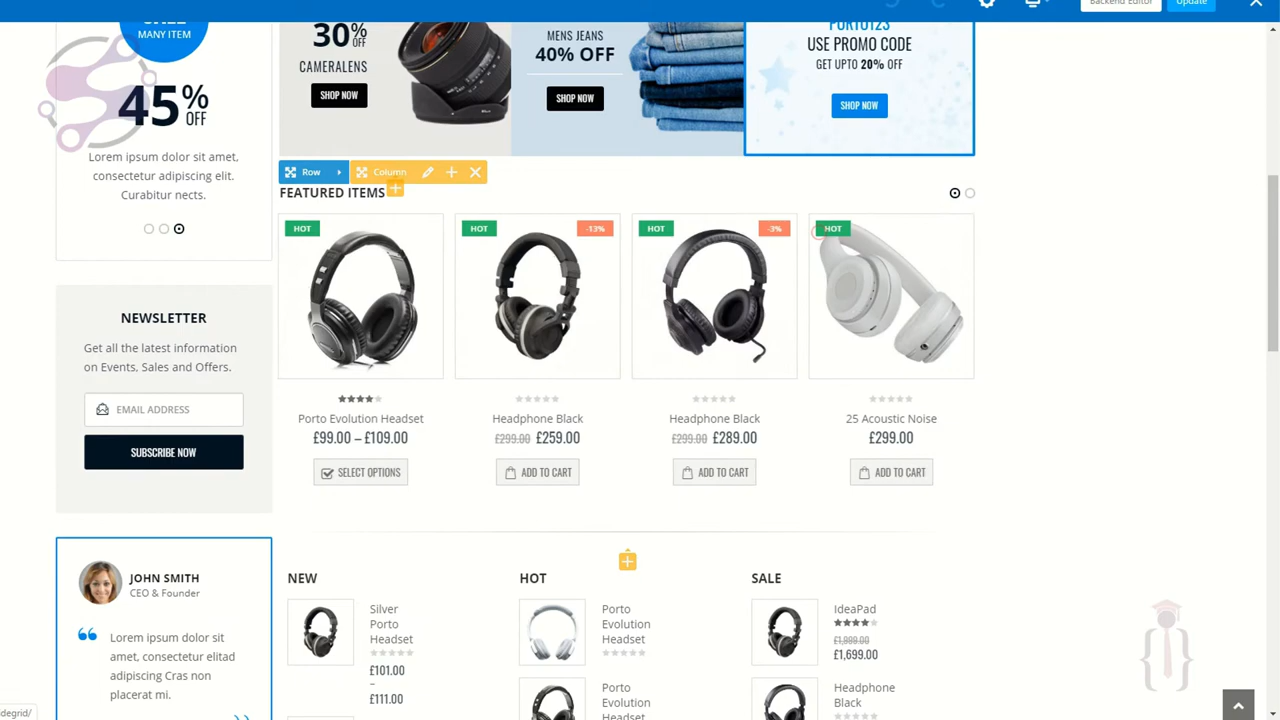 Backend Editor
Update
SALE
MANY ITEM
45%
OFF
Lorem ipsum dolor sit amet,
consectetur adipiscing elit.
Curabitur nects.
30%
OFF
CAMERALENS
SHOP NOW
MENS JEANS
40% OFF
SHOP NOW
PORTO123
USE PROMO CODE
GET UPTO 20% OFF
SHOP NOW
Row
Column
FEATURED ITEMS
HOT
HOT
-13%
HOT
-3%
HOT
Porto Evolution Headset
£99.00 – £109.00
SELECT OPTIONS
Headphone Black
£299.00 £259.00
ADD TO CART
Headphone Black
£299.00 £289.00
ADD TO CART
25 Acoustic Noise
£299.00
ADD TO CART
NEWSLETTER
Get all the latest information
on Events, Sales and Offers.
EMAIL ADDRESS
SUBSCRIBE NOW
JOHN SMITH
CEO & Founder
Lorem ipsum dolor sit
amet, consectetur elitad
adipiscing Cras non
placerat mi.
NEW
Silver
Porto
Headset
£101.00
–
£111.00
HOT
Porto
Evolution
Headset
Porto
Evolution
Headset
SALE
IdeaPad
£1,999.00
£1,699.00
Headphone
Black
degrid/